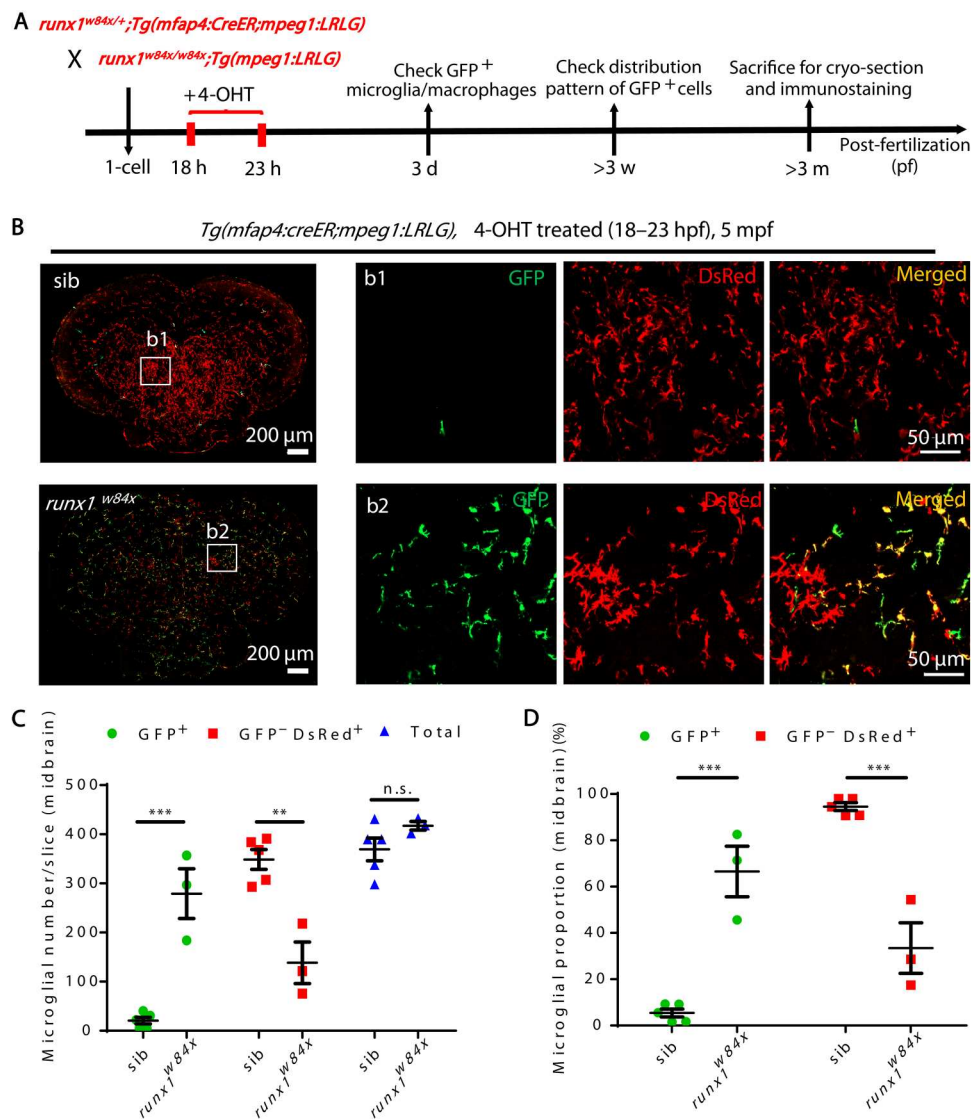 A runx1w84x/+;Tg(mfap4:CreER;mpeg1:LRLG)
X runx1w84x/w84x;Tg(mpeg1:LRLG)
+4-OHT
Check GFP+ microglia/macrophages
Check distribution pattern of GFP+cells
Sacrifice for cryo-section and immunostaining
1-cell 18 h 23 h 3 d >3 w >3 m
Post-fertilization (pf)
B Tg(mfap4:creER;mpeg1:LRLG), 4-OHT treated (18–23 hpf), 5 mpf
sib b1 200 µm
b1 GFP DsRed Merged 50 µm
runx1 w84x b2 200 µm
b2 GFP DsRed Merged 50 µm
C
GFP+ GFP− DsRed+ Total
Microglial number/slice (midbrain)
500
400
300
200
100
0
*** ** n.s.
sib runx1w84x sib runx1w84x sib runx1w84x
D
GFP+ GFP− DsRed+
Microglial proportion (midbrain)(%)
100
80
60
40
20
0
*** ***
sib runx1w84x sib runx1w84x